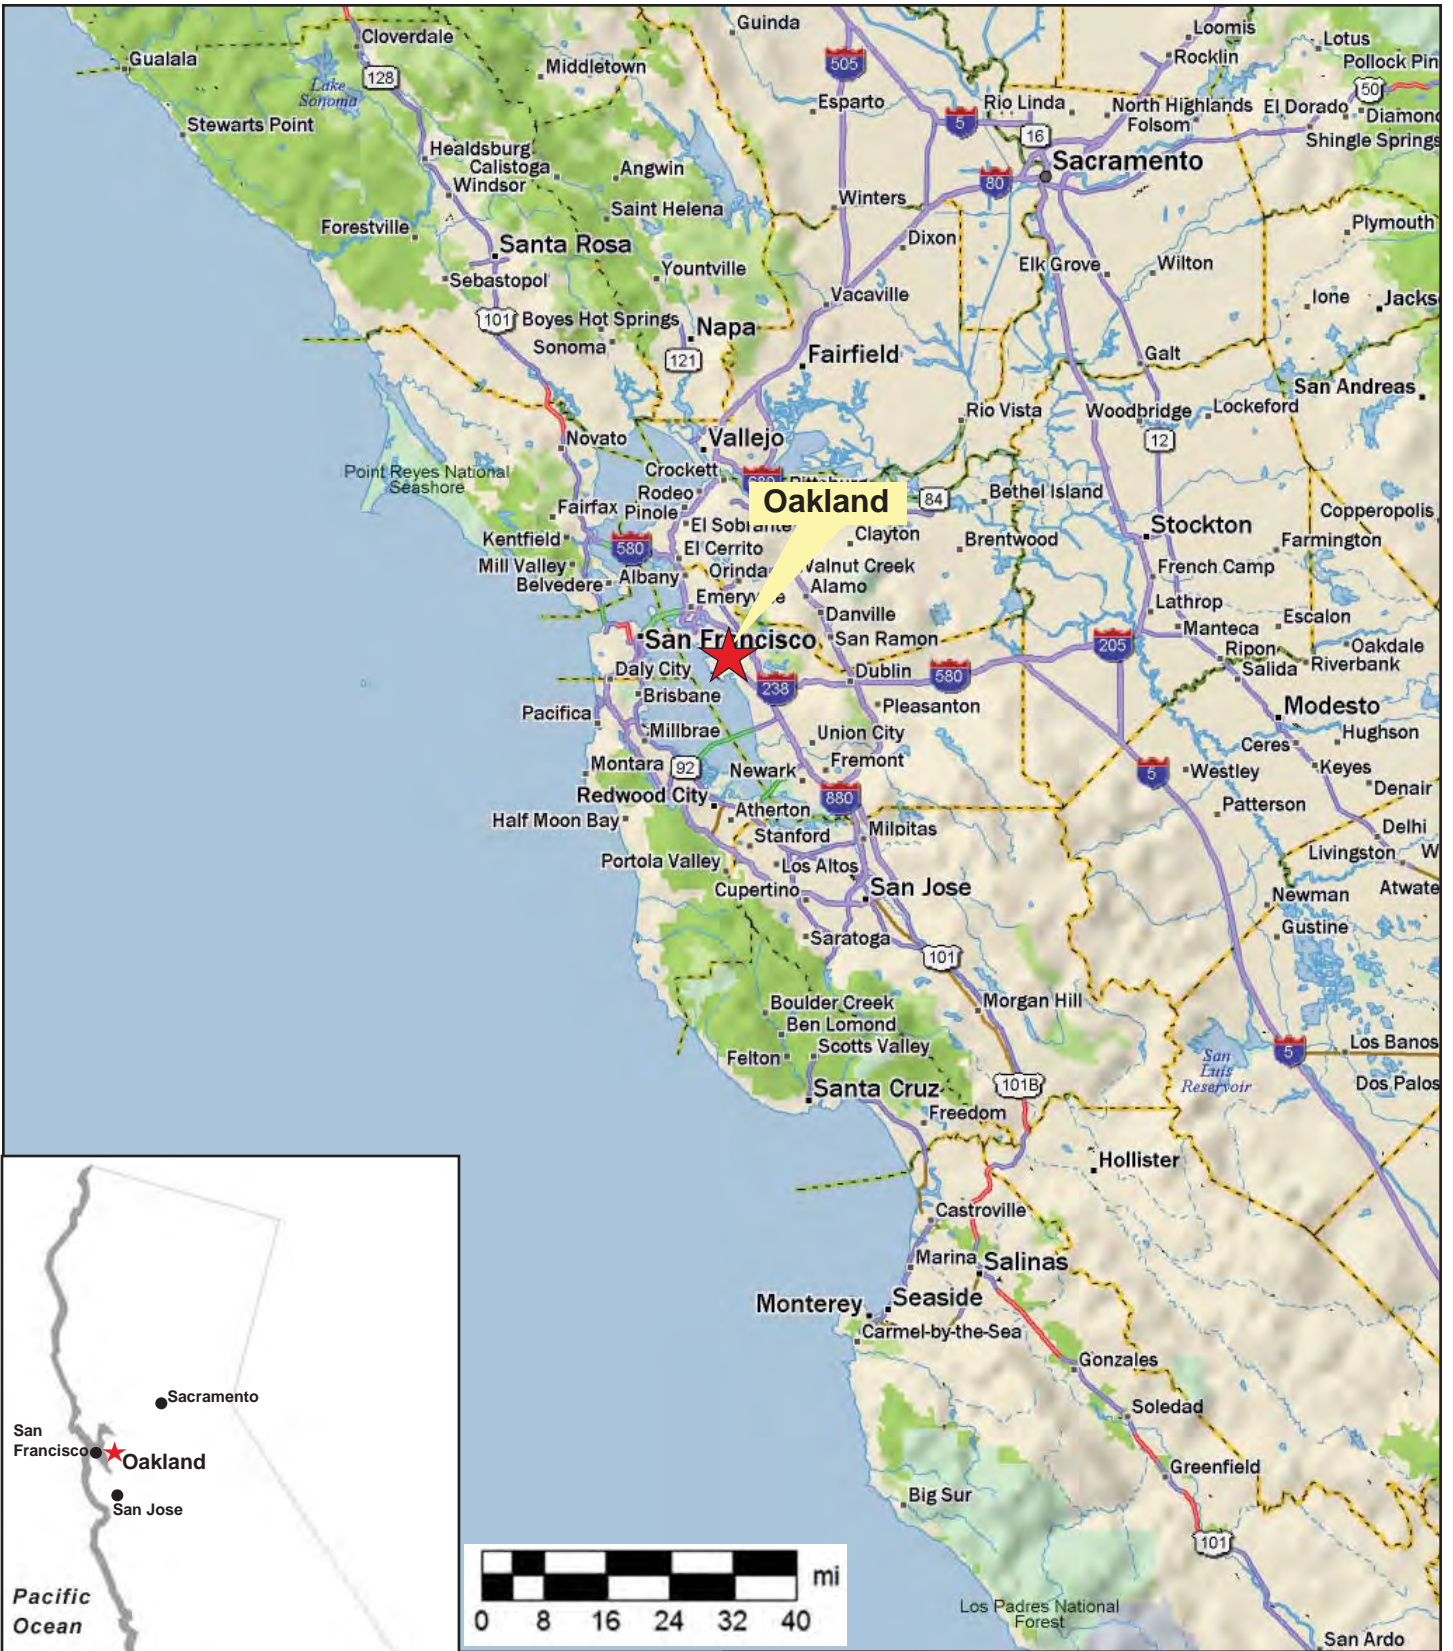 Guinda
Loomis
Cloverdale
Lotus
Rocklin
Gualala
Middletown
505
Pollock Pin
128
Lake
Sonoma
50
Esparto
Rio Linda
North Highlands
El Dorado
Diamond
Stewarts Point
5
Folsom
16
Shingle Springs
Healdsburg
Calistoga
Angwin
Sacramento
Windsor
80
Winters
Saint Helena
Forestville
Plymouth
Santa Rosa
Dixon
Elk Grove
Wilton
Yountville
Sebastopol
Vacaville
Ione
Jacks
101
Boyes Hot Springs
Napa
Sonoma
121
Fairfield
Galt
San Andreas
Rio Vista
Woodbridge
Lockeford
Novato
Vallejo
12
Point Reyes National
Seashore
Crockett
680
Pittsburg
Rodeo
Oakland
84
Bethel Island
Fairfax
Pinole
El Sobrante
Copperopolis
Stockton
Kentfield
580
El Cerrito
Clayton
Brentwood
Farmington
Mill Valley
Orinda
Walnut Creek
French Camp
Belvedere
Albany
Alamo
Emeryville
Danville
Lathrop
Escalon
San Francisco
San Ramon
Manteca
205
Ripon
Oakdale
Daly City
Dublin
580
Salida
Riverbank
Brisbane
238
Pleasanton
Modesto
Pacifica
Millbrae
Union City
Ceres
Hughson
Montara
92
Newark
Fremont
5
Westley
Keyes
Redwood City
880
Denair
Half Moon Bay
Atherton
Patterson
Stanford
Milpitas
Delhi
Portola Valley
Los Altos
Livingston
W
Cupertino
San Jose
Atwate
Newman
Saratoga
Gustine
101
Boulder Creek
Morgan Hill
Ben Lomond
Felton
Scotts Valley
San
Luis
Reservoir
5
Los Banos
Santa Cruz
101B
Dos Palos
Freedom
Hollister
Castroville
Marina
Salinas
Monterey
Seaside
Carmel-by-the-Sea
Gonzales
Soledad
Greenfield
Big Sur
101
Los Padres National
Forest
San Ardo
Sacramento
San
Francisco
Oakland
San Jose
Pacific
Ocean
mi
0 8 16 24 32 40